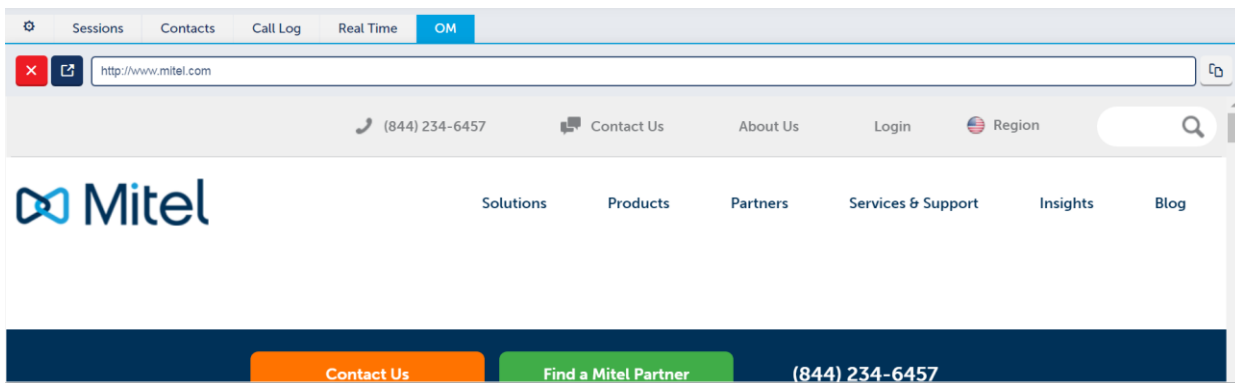 Sessions Contacts Call Log Real Time OM
http://www.mitel.com
(844) 234-6457 Contact Us About Us Login Region
Mitel Solutions Products Partners Services & Support Insights Blog
Contact Us Find a Mitel Partner (844) 234-6457